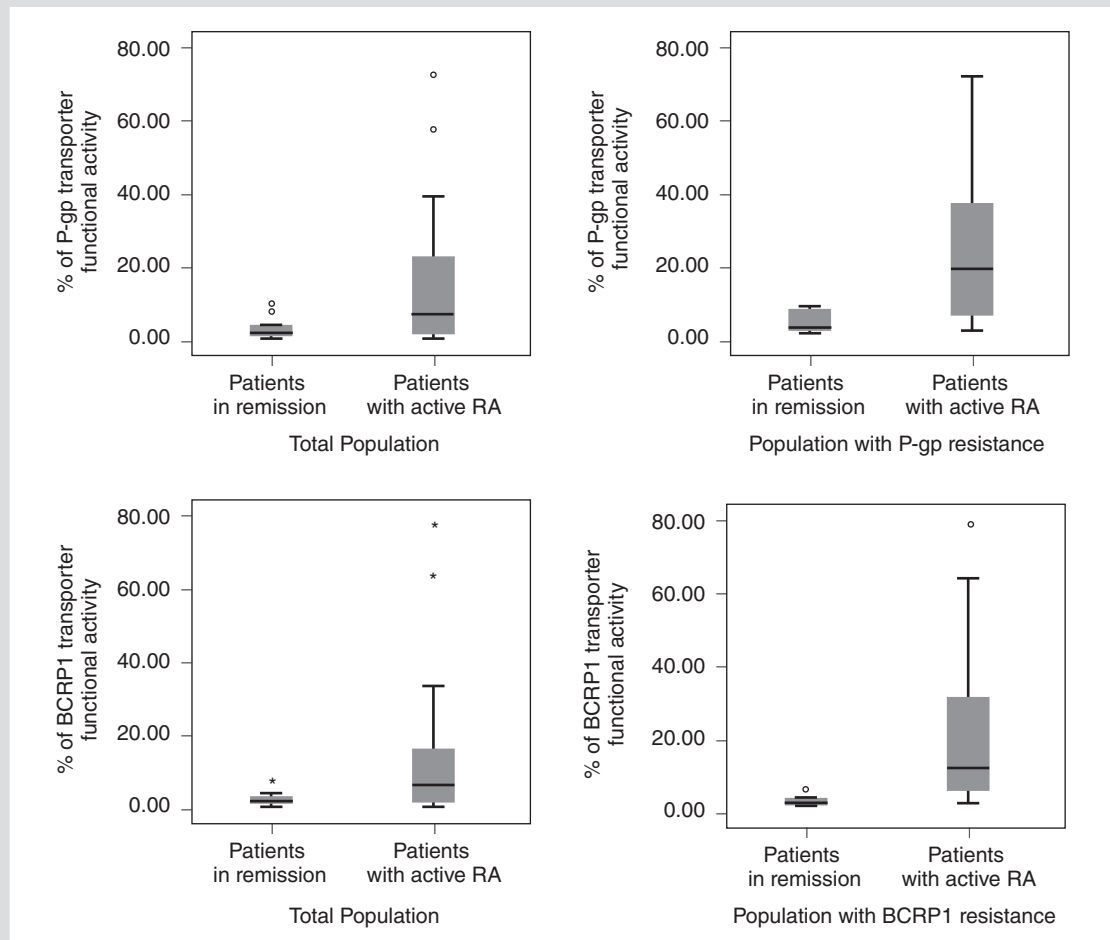 % of P-gp transporter
functional activity
80.00
60.00
40.00
20.00
0.00
Patients
in remission
Patients
with active RA
Total Population
% of P-gp transporter
functional activity
80.00
60.00
40.00
20.00
0.00
Patients
in remission
Patients
with active RA
Population with P-gp resistance
% of BCRP1 transporter
functional activity
80.00
60.00
40.00
20.00
0.00
Patients
in remission
Patients
with active RA
Total Population
% of BCRP1 transporter
functional activity
80.00
60.00
40.00
20.00
0.00
Patients
in remission
Patients
with active RA
Population with BCRP1 resistance